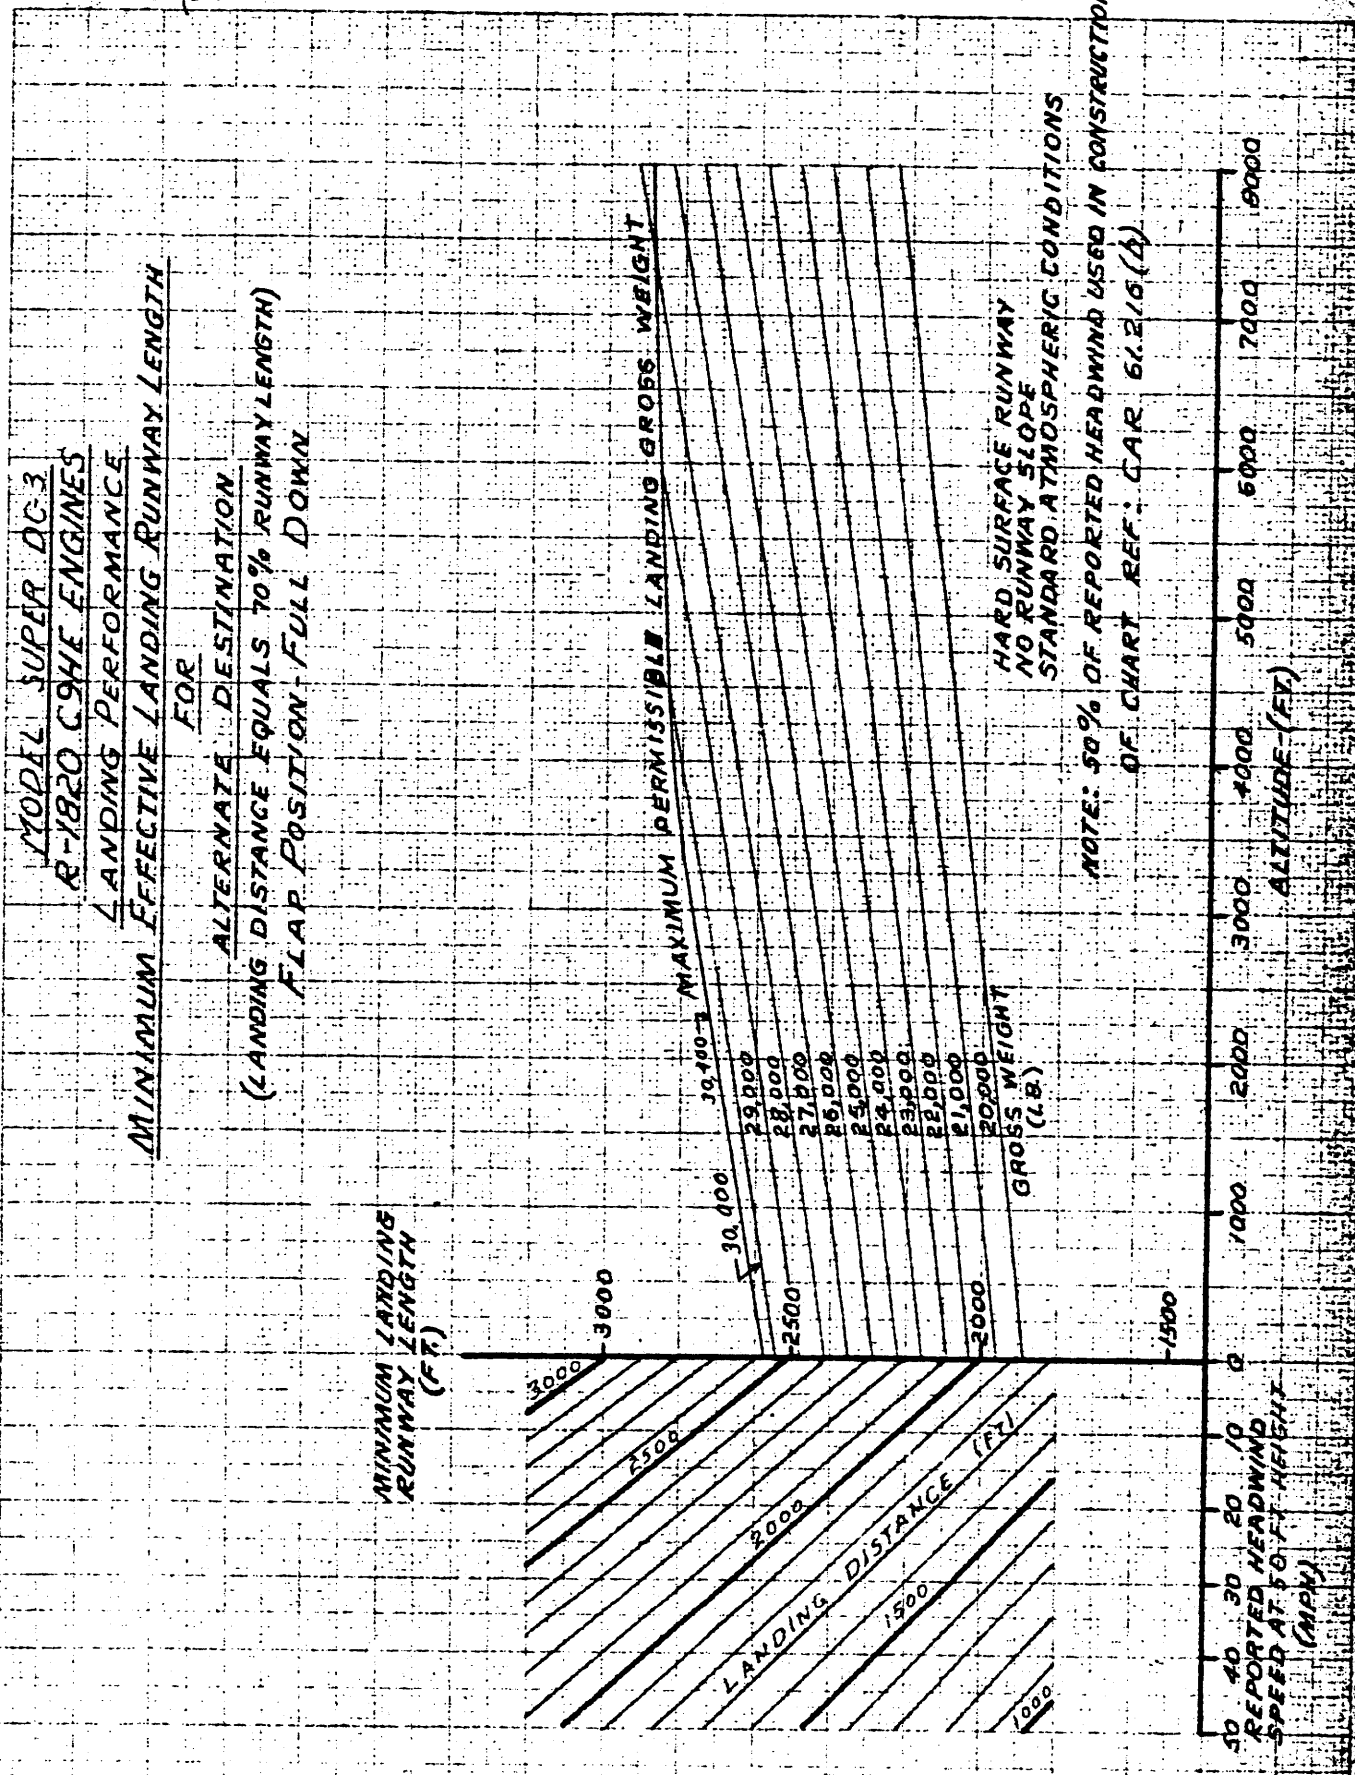 MODEL SUPER DC-3
R-1820 C9HE ENGINES
LANDING PERFORMANCE
MINIMUM EFFECTIVE LANDING RUNWAY LENGTH
FOR
ALTERNATE DESTINATION
(LANDING DISTANCE EQUALS 70% RUNWAY LENGTH)
FLAP POSITION-FULL DOWN
MINIMUM LANDING
RUNWAY LENGTH
(FT.)
3000
2500
2000
1500
3000
2500
2000
1500
1000
LANDING DISTANCE (FT)
MAXIMUM PERMISSIBLE LANDING GROSS WEIGHT
30,400
30,000
29,000
28,000
27,000
26,000
25,000
24,000
23,000
22,000
21,000
20,000
GROSS WEIGHT
(LB.)
HARD SURFACE RUNWAY
NO RUNWAY SLOPE
STANDARD ATMOSPHERIC CONDITIONS
NOTE: 50% OF REPORTED HEADWIND USED IN CONSTRUCTION
OF CHART REF: CAR 61.216(b)
50 40 30 20 10 0 1000 2000 3000 4000 5000 6000 7000 8000
REPORTED HEADWIND
SPEED AT 50 FT HEIGHT
(MPH)
ALTITUDE-(FT.)